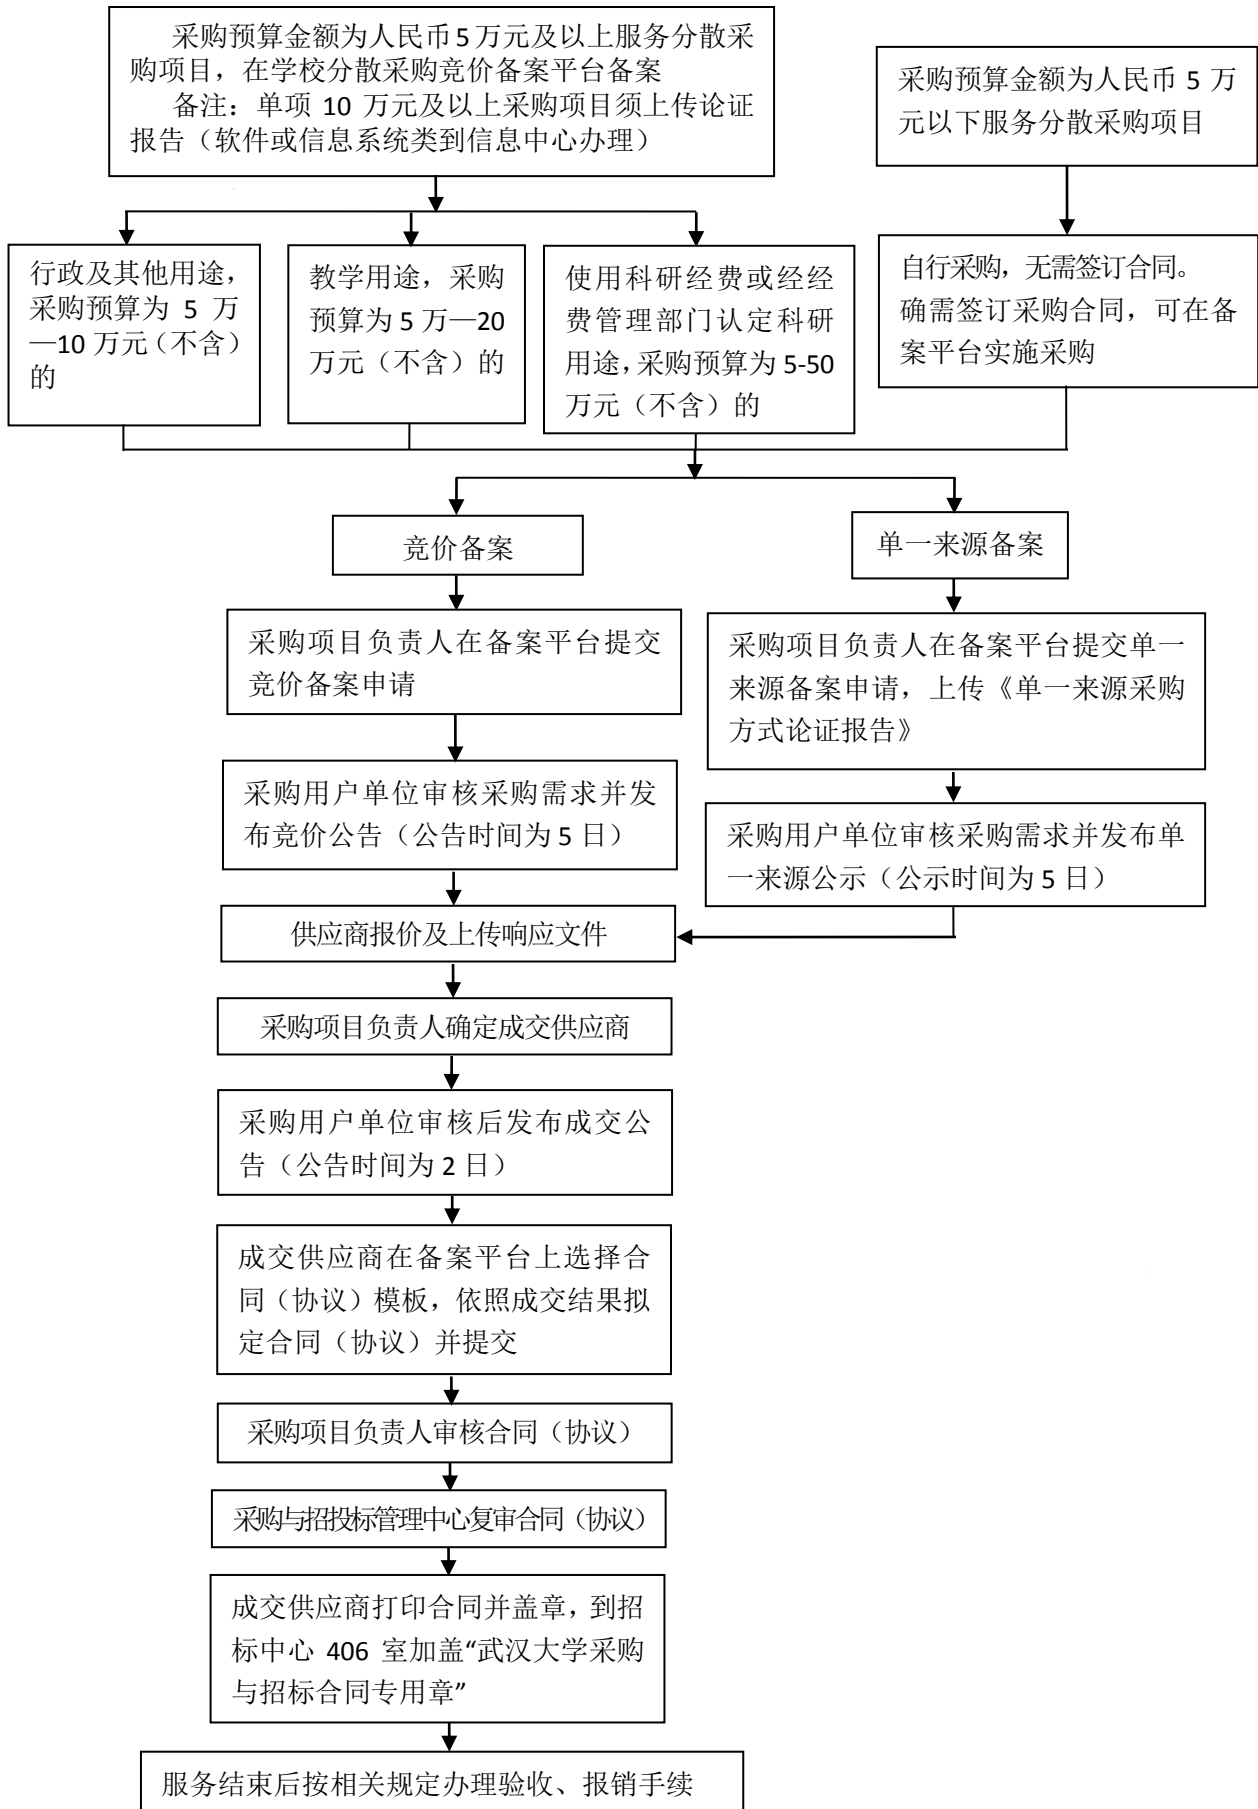 采购预算金额为人民币5万元及以上服务分散采
购项目，在学校分散采购竞价备案平台备案
备注：单项 10 万元及以上采购项目须上传论证
报告（软件或信息系统类到信息中心办理）
采购预算金额为人民币 5 万
元以下服务分散采购项目
行政及其他用途，
采购预算为 5 万
—10 万元（不含）
的
教学用途，采购
预算为 5 万—20
万元（不含）的
使用科研经费或经经
费管理部门认定科研
用途，采购预算为 5-50
万元（不含）的
自行采购，无需签订合同。
确需签订采购合同，可在备
案平台实施采购
竞价备案
单一来源备案
采购项目负责人在备案平台提交
竞价备案申请
采购项目负责人在备案平台提交单一
来源备案申请，上传《单一来源采购
方式论证报告》
采购用户单位审核采购需求并发
布竞价公告（公告时间为 5 日）
采购用户单位审核采购需求并发布单
一来源公示（公示时间为 5 日）
供应商报价及上传响应文件
采购项目负责人确定成交供应商
采购用户单位审核后发布成交公
告（公告时间为 2 日）
成交供应商在备案平台上选择合
同（协议）模板，依照成交结果拟
定合同（协议）并提交
采购项目负责人审核合同（协议）
采购与招投标管理中心复审合同（协议）
成交供应商打印合同并盖章，到招
标中心 406 室加盖“武汉大学采购
与招标合同专用章”
服务结束后按相关规定办理验收、报销手续